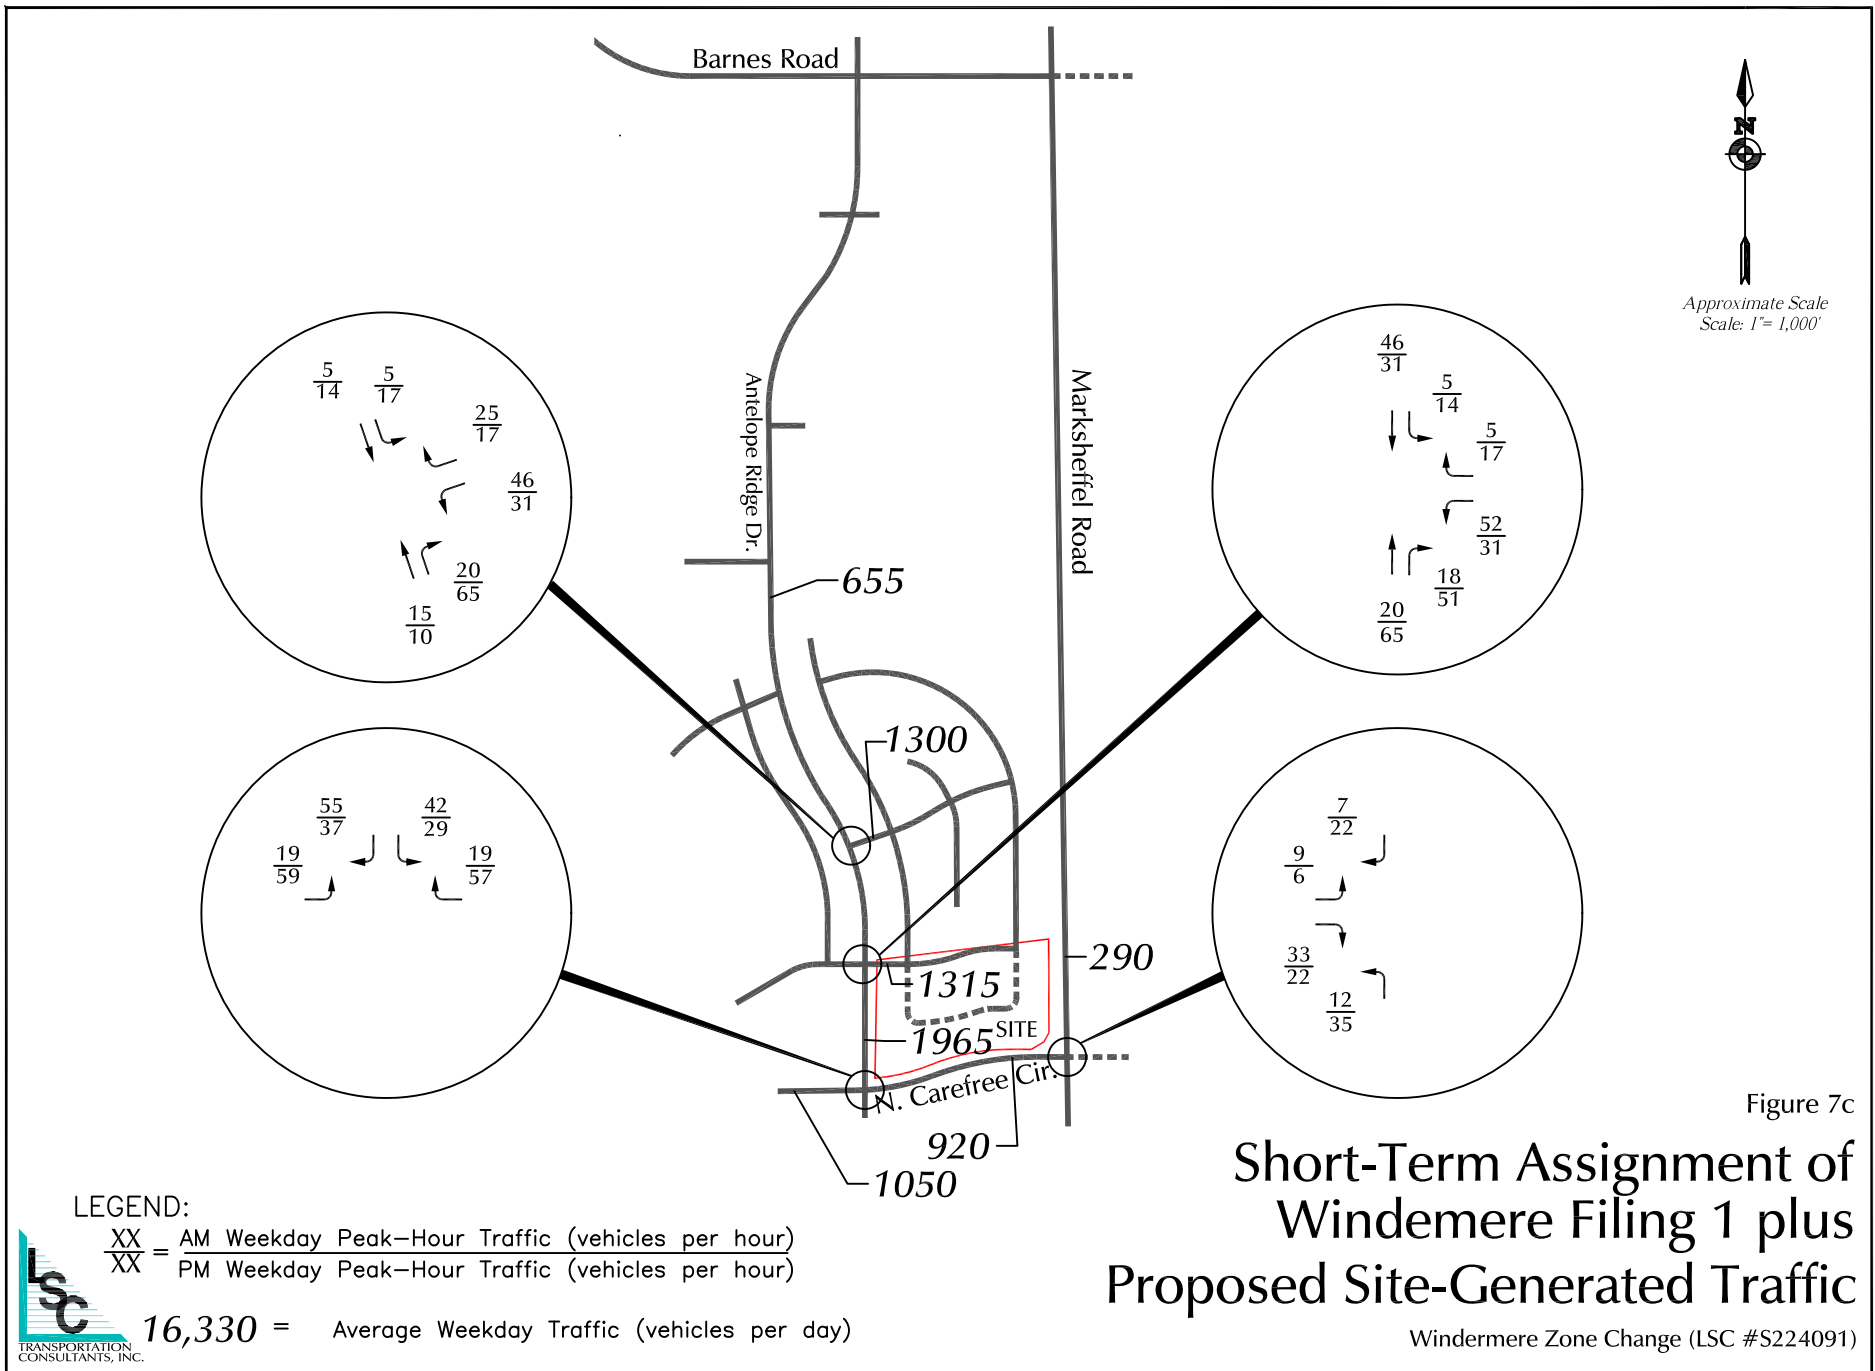 Barnes Road
N
Approximate Scale
Scale: 1"= 1,000'
Antelope Ridge Dr.
Marksheffel Road
5
14
5
17
25
17
46
31
20
65
15
10
46
31
5
14
5
17
52
31
18
51
20
65
655
1300
55
37
42
29
19
59
19
57
7
22
9
6
33
22
12
35
290
1315
1965
SITE
N. Carefree Cir.
920
1050
Figure 7c
Short-Term Assignment of
Windemere Filing 1 plus
Proposed Site-Generated Traffic
Windermere Zone Change (LSC #S224091)
LEGEND:
XX
XX
=
AM Weekday Peak-Hour Traffic (vehicles per hour)
PM Weekday Peak-Hour Traffic (vehicles per hour)
16,330 = Average Weekday Traffic (vehicles per day)
LSC
TRANSPORTATION
CONSULTANTS, INC.